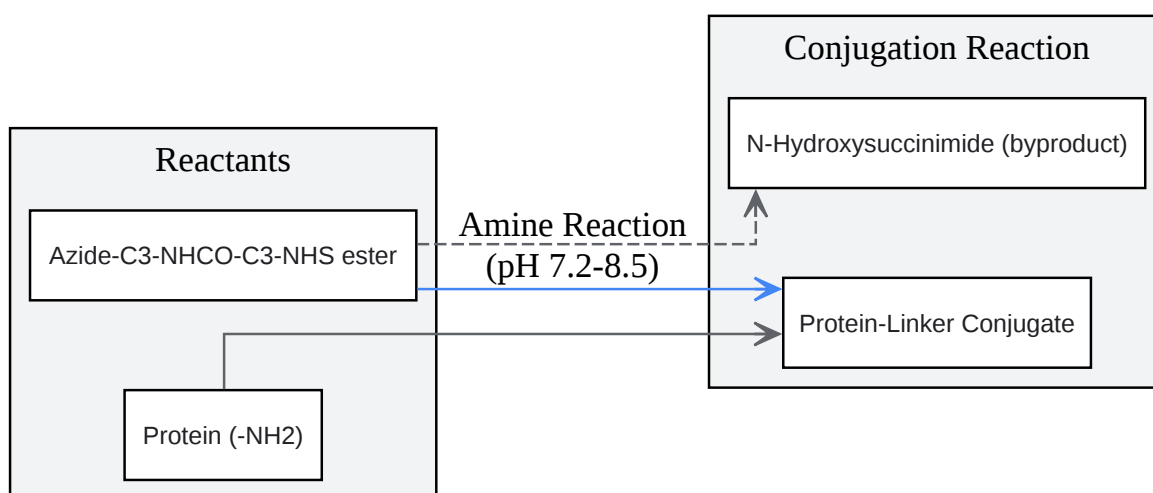 Reactants
Azide-C3-NHCO-C3-NHS ester
Protein (-NH2)
Amine Reaction
(pH 7.2-8.5)
Conjugation Reaction
N-Hydroxysuccinimide (byproduct)
Protein-Linker Conjugate